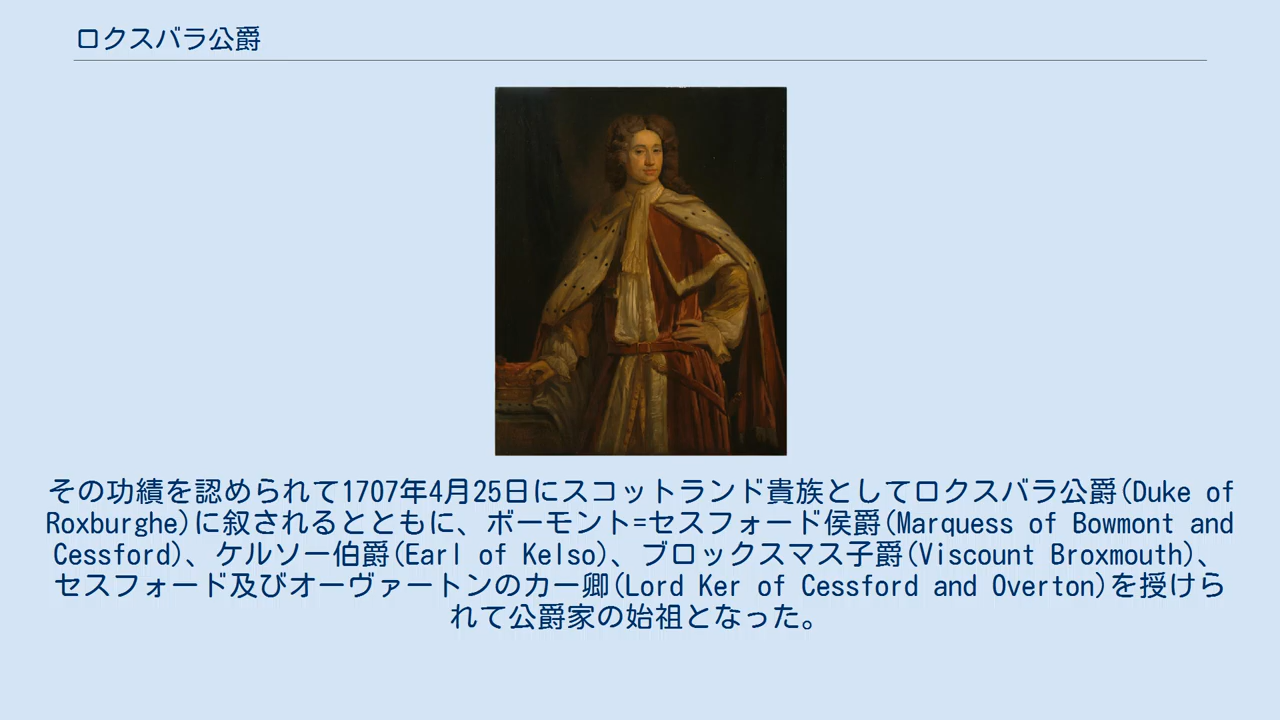 ロクスバラ公爵
その功績を認められて1707年4月25日にスコットランド貴族としてロクスバラ公爵(Duke of
Roxburghe)に叙されるとともに、ボーモント=セスフォード侯爵(Marquess of Bowmont and
Cessford)、ケルソー伯爵(Earl of Kelso)、ブロックスマス子爵(Viscount Broxmouth)、
セスフォード及びオーヴァートンのカー卿(Lord Ker of Cessford and Overton)を授けら
れて公爵家の始祖となった。